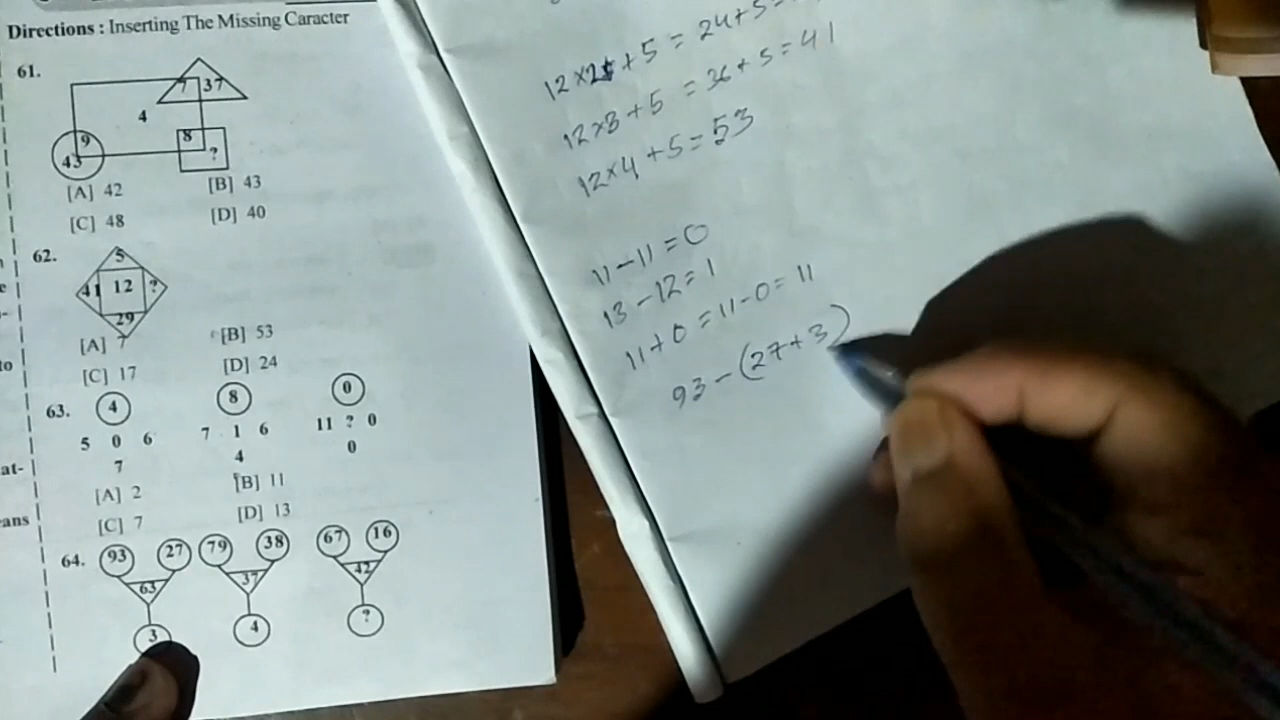 Directions : Inserting The Missing Caracter
61.
7 37
4
9
43
8
?
[A] 42 [B] 43
[C] 48 [D] 40
62.
5
41 12 ?
29
[A] 7 [B] 53
[C] 17 [D] 24
63. 4 8 0
5 0 6 7 1 6 11 ? 0
7 4 0
[A] 2 [B] 11
[C] 7 [D] 13
64. 93 27 79 38 67 16
63 37 42
3 4 ?
to
at-
ans
12×2 + 5 = 24+5=
12×3+5 = 36+5=41
12×4+5=53
11-11=0
13-12=1
11+0=11-0=11
93-(27+3)